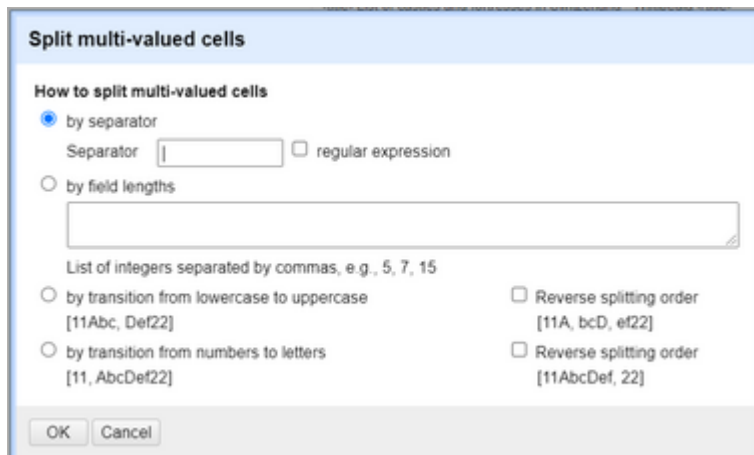 Split multi-valued cells
How to split multi-valued cells
by separator
Separator | regular expression
by field lengths
List of integers separated by commas, e.g., 5, 7, 15
by transition from lowercase to uppercase Reverse splitting order
[11Abc, Def22] [11A, bcD, ef22]
by transition from numbers to letters Reverse splitting order
[11, AbcDef22] [11AbcDef, 22]
OK Cancel